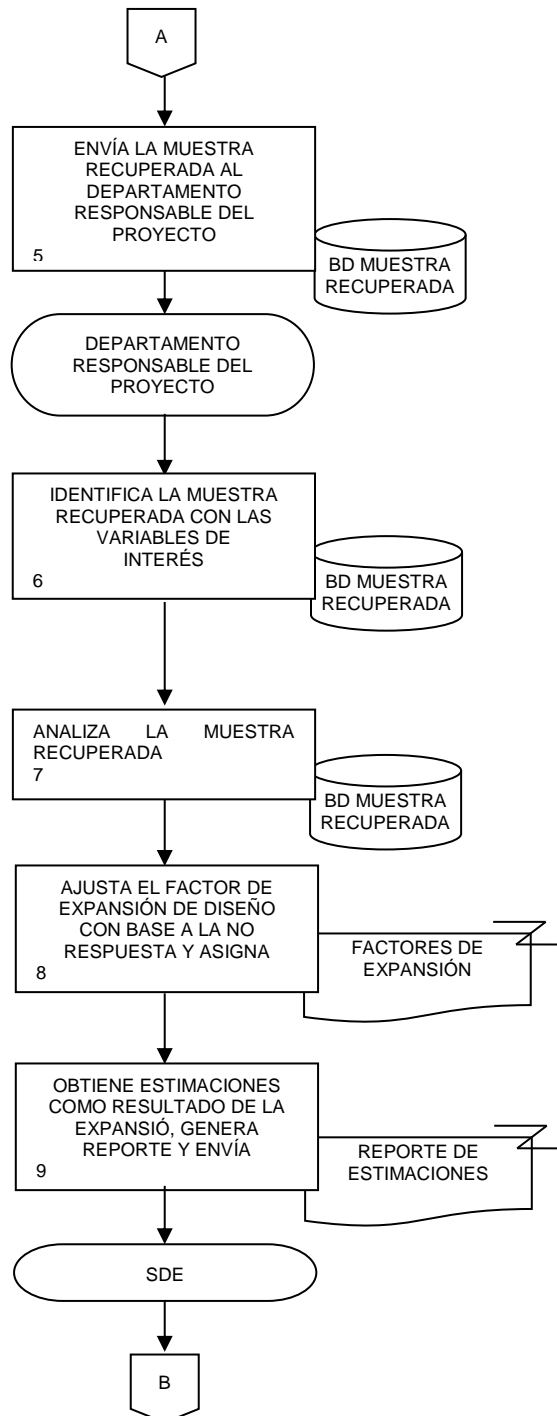 A
ENVÍA LA MUESTRA
RECUPERADA AL
DEPARTAMENTO
RESPONSABLE DEL
PROYECTO
5
BD MUESTRA
RECUPERADA
DEPARTAMENTO
RESPONSABLE DEL
PROYECTO
IDENTIFICA LA MUESTRA
RECUPERADA CON LAS
VARIABLES DE
INTERÉS
6
BD MUESTRA
RECUPERADA
ANALIZA LA MUESTRA
RECUPERADA
7
BD MUESTRA
RECUPERADA
AJUSTA EL FACTOR DE
EXPANSIÓN DE DISEÑO
CON BASE A LA NO
RESPUESTA Y ASIGNA
8
FACTORES DE
EXPANSIÓN
OBTIENE ESTIMACIONES
COMO RESULTADO DE LA
EXPANSIÓ, GENERA
REPORTE Y ENVÍA
9
REPORTE DE
ESTIMACIONES
SDE
B